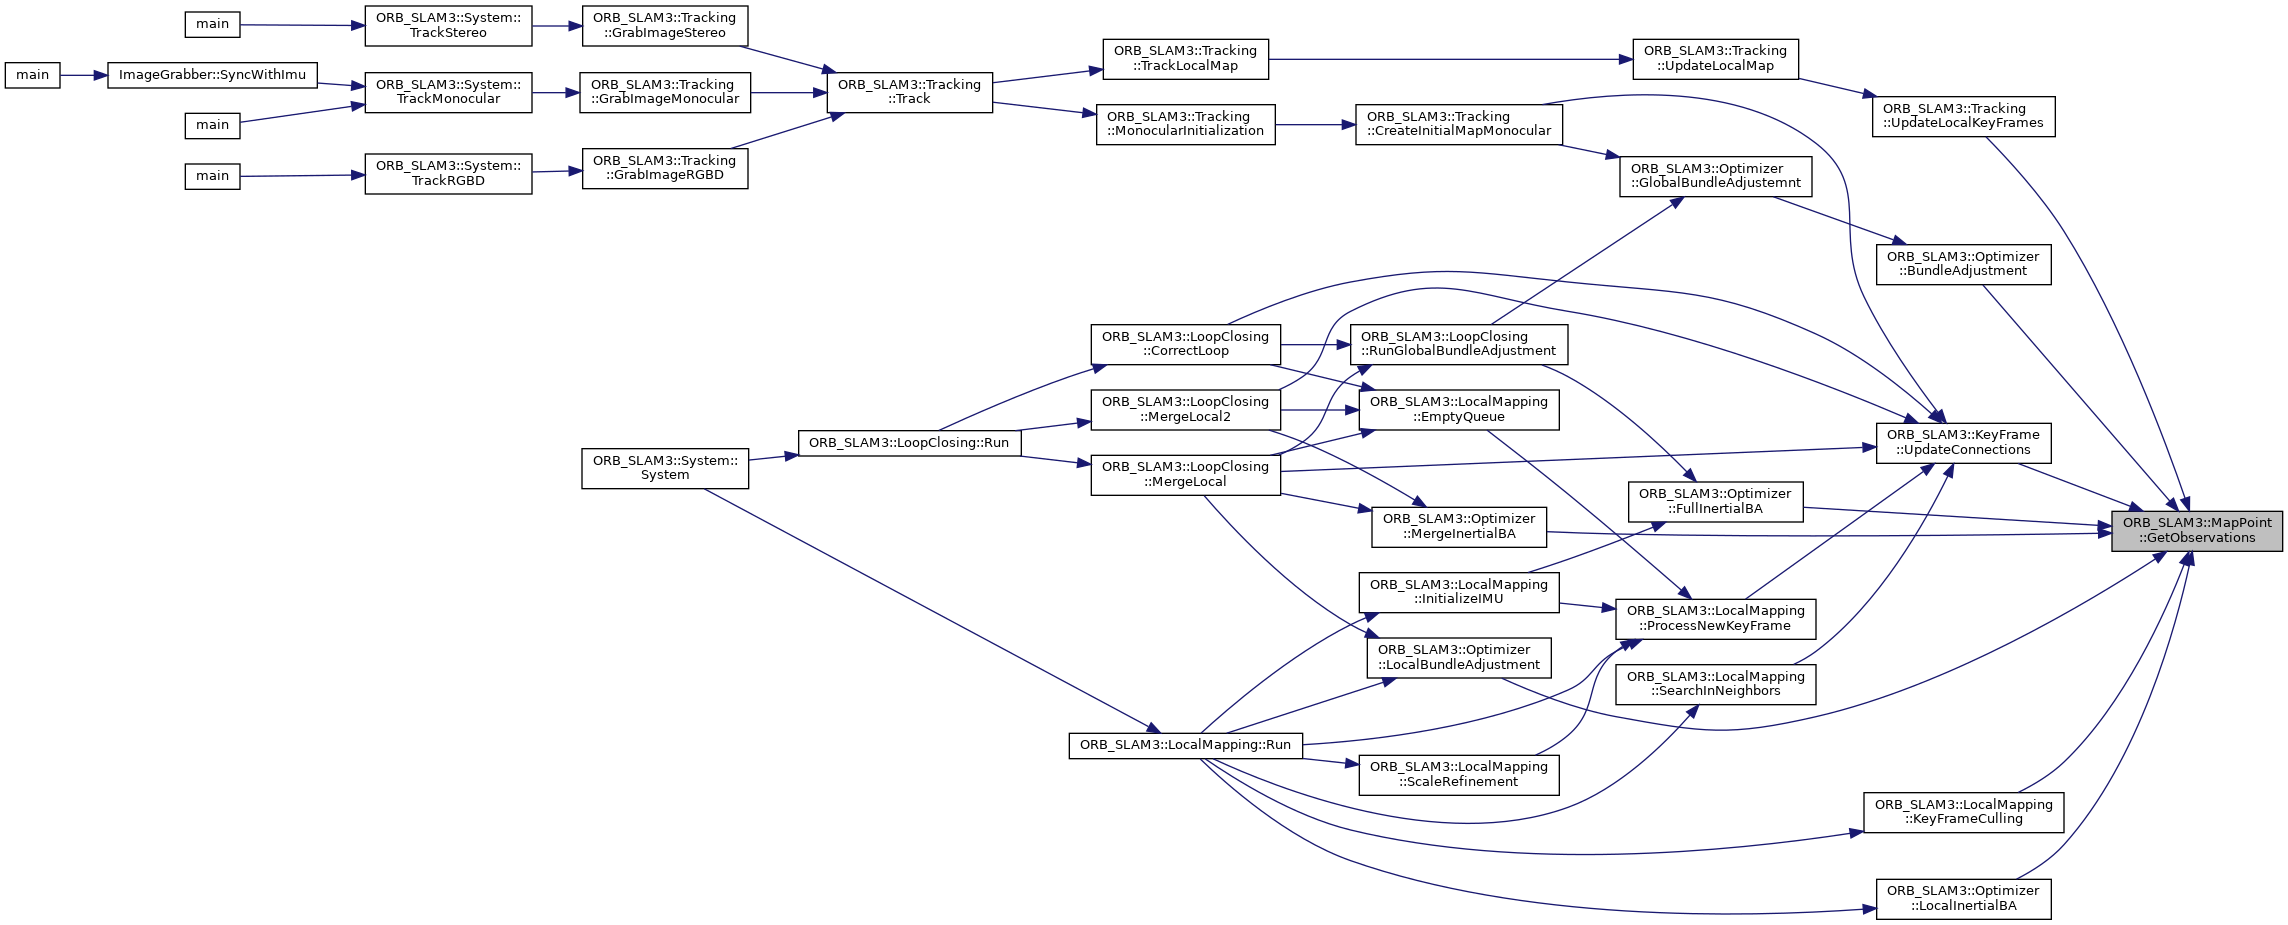 main
ImageGrabber::SyncWithImu
main
main
main
ORB_SLAM3::System::
TrackStereo
ORB_SLAM3::System::
TrackMonocular
ORB_SLAM3::System::
TrackRGBD
ORB_SLAM3::Tracking
::GrabImageStereo
ORB_SLAM3::Tracking
::GrabImageMonocular
ORB_SLAM3::Tracking
::GrabImageRGBD
ORB_SLAM3::System::
System
ORB_SLAM3::Tracking
::Track
ORB_SLAM3::LoopClosing::Run
ORB_SLAM3::Tracking
::TrackLocalMap
ORB_SLAM3::Tracking
::MonocularInitialization
ORB_SLAM3::LoopClosing
::CorrectLoop
ORB_SLAM3::LoopClosing
::MergeLocal2
ORB_SLAM3::LoopClosing
::MergeLocal
ORB_SLAM3::LocalMapping::Run
ORB_SLAM3::Tracking
::CreateInitialMapMonocular
ORB_SLAM3::LoopClosing
::RunGlobalBundleAdjustment
ORB_SLAM3::LocalMapping
::EmptyQueue
ORB_SLAM3::Optimizer
::MergeInertialBA
ORB_SLAM3::LocalMapping
::InitializeIMU
ORB_SLAM3::Optimizer
::LocalBundleAdjustment
ORB_SLAM3::LocalMapping
::ScaleRefinement
ORB_SLAM3::Tracking
::UpdateLocalMap
ORB_SLAM3::Optimizer
::GlobalBundleAdjustemnt
ORB_SLAM3::Optimizer
::FullInertialBA
ORB_SLAM3::LocalMapping
::ProcessNewKeyFrame
ORB_SLAM3::LocalMapping
::SearchInNeighbors
ORB_SLAM3::Tracking
::UpdateLocalKeyFrames
ORB_SLAM3::Optimizer
::BundleAdjustment
ORB_SLAM3::KeyFrame
::UpdateConnections
ORB_SLAM3::LocalMapping
::KeyFrameCulling
ORB_SLAM3::Optimizer
::LocalInertialBA
ORB_SLAM3::MapPoint
::GetObservations